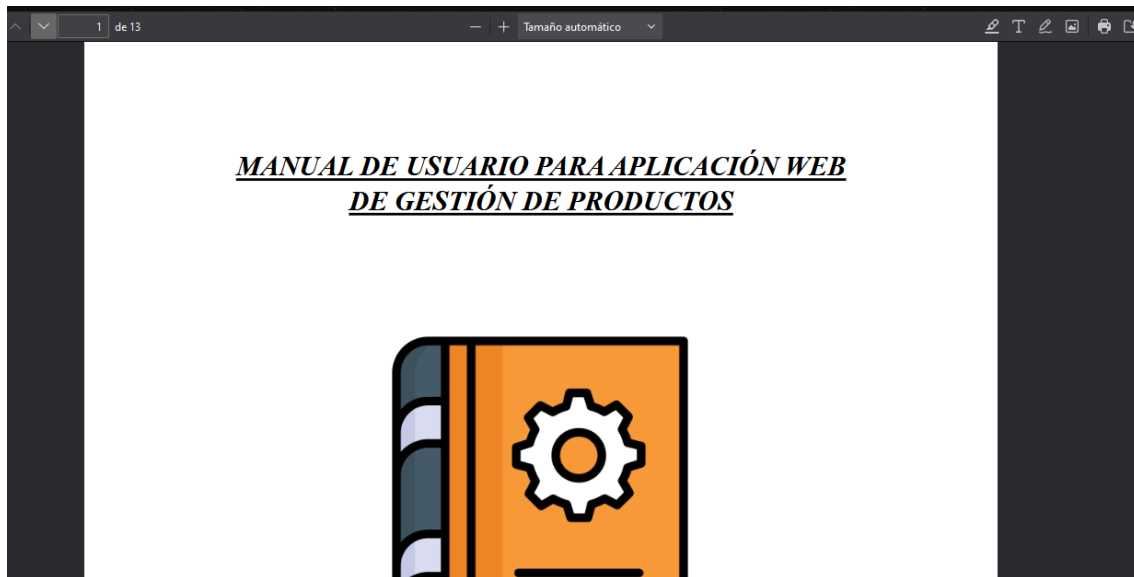 1 de 13
Tamaño automático
MANUAL DE USUARIO PARA APLICACIÓN WEB
DE GESTIÓN DE PRODUCTOS